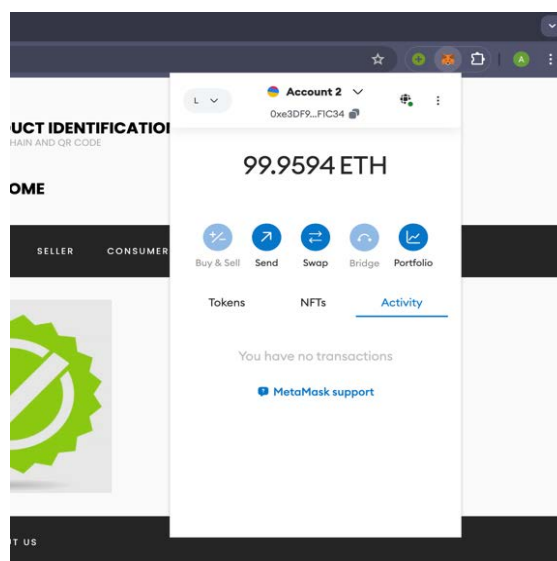 L
Account 2
0xe3DF9...F1C34
UCT IDENTIFICATIO
HAIN AND QR CODE
OME
99.9594 ETH
SELLER CONSUMER
Buy & Sell Send Swap Bridge Portfolio
Tokens NFTs Activity
You have no transactions
MetaMask support
T US
A